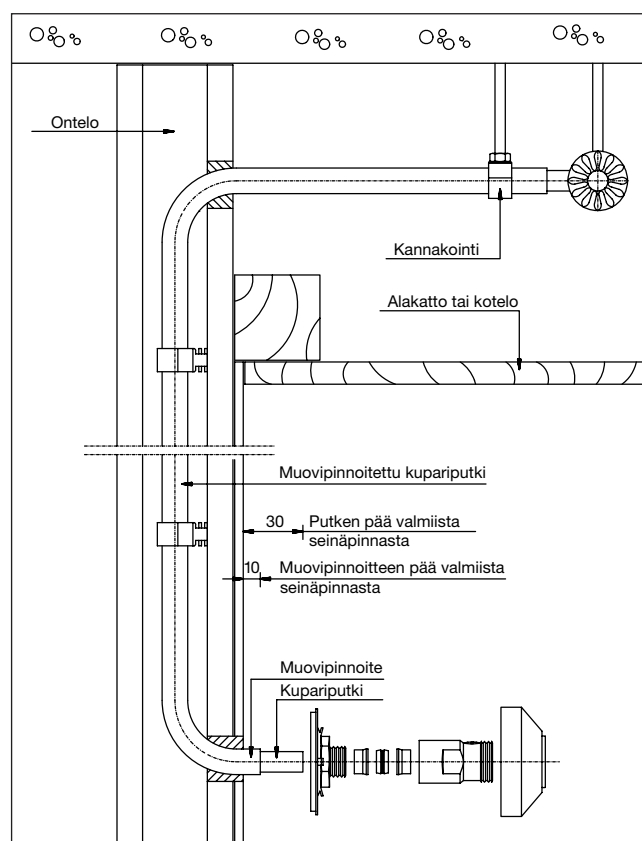 Ontelo
Kannakointi
Alakatto tai kotelo
Muovipinnoitettu kupariputki
30 Putken pää valmiista
seinäpinnasta
10 Muovipinnoitteen pää valmiista
seinäpinnasta
Muovipinnoite
Kupariputki